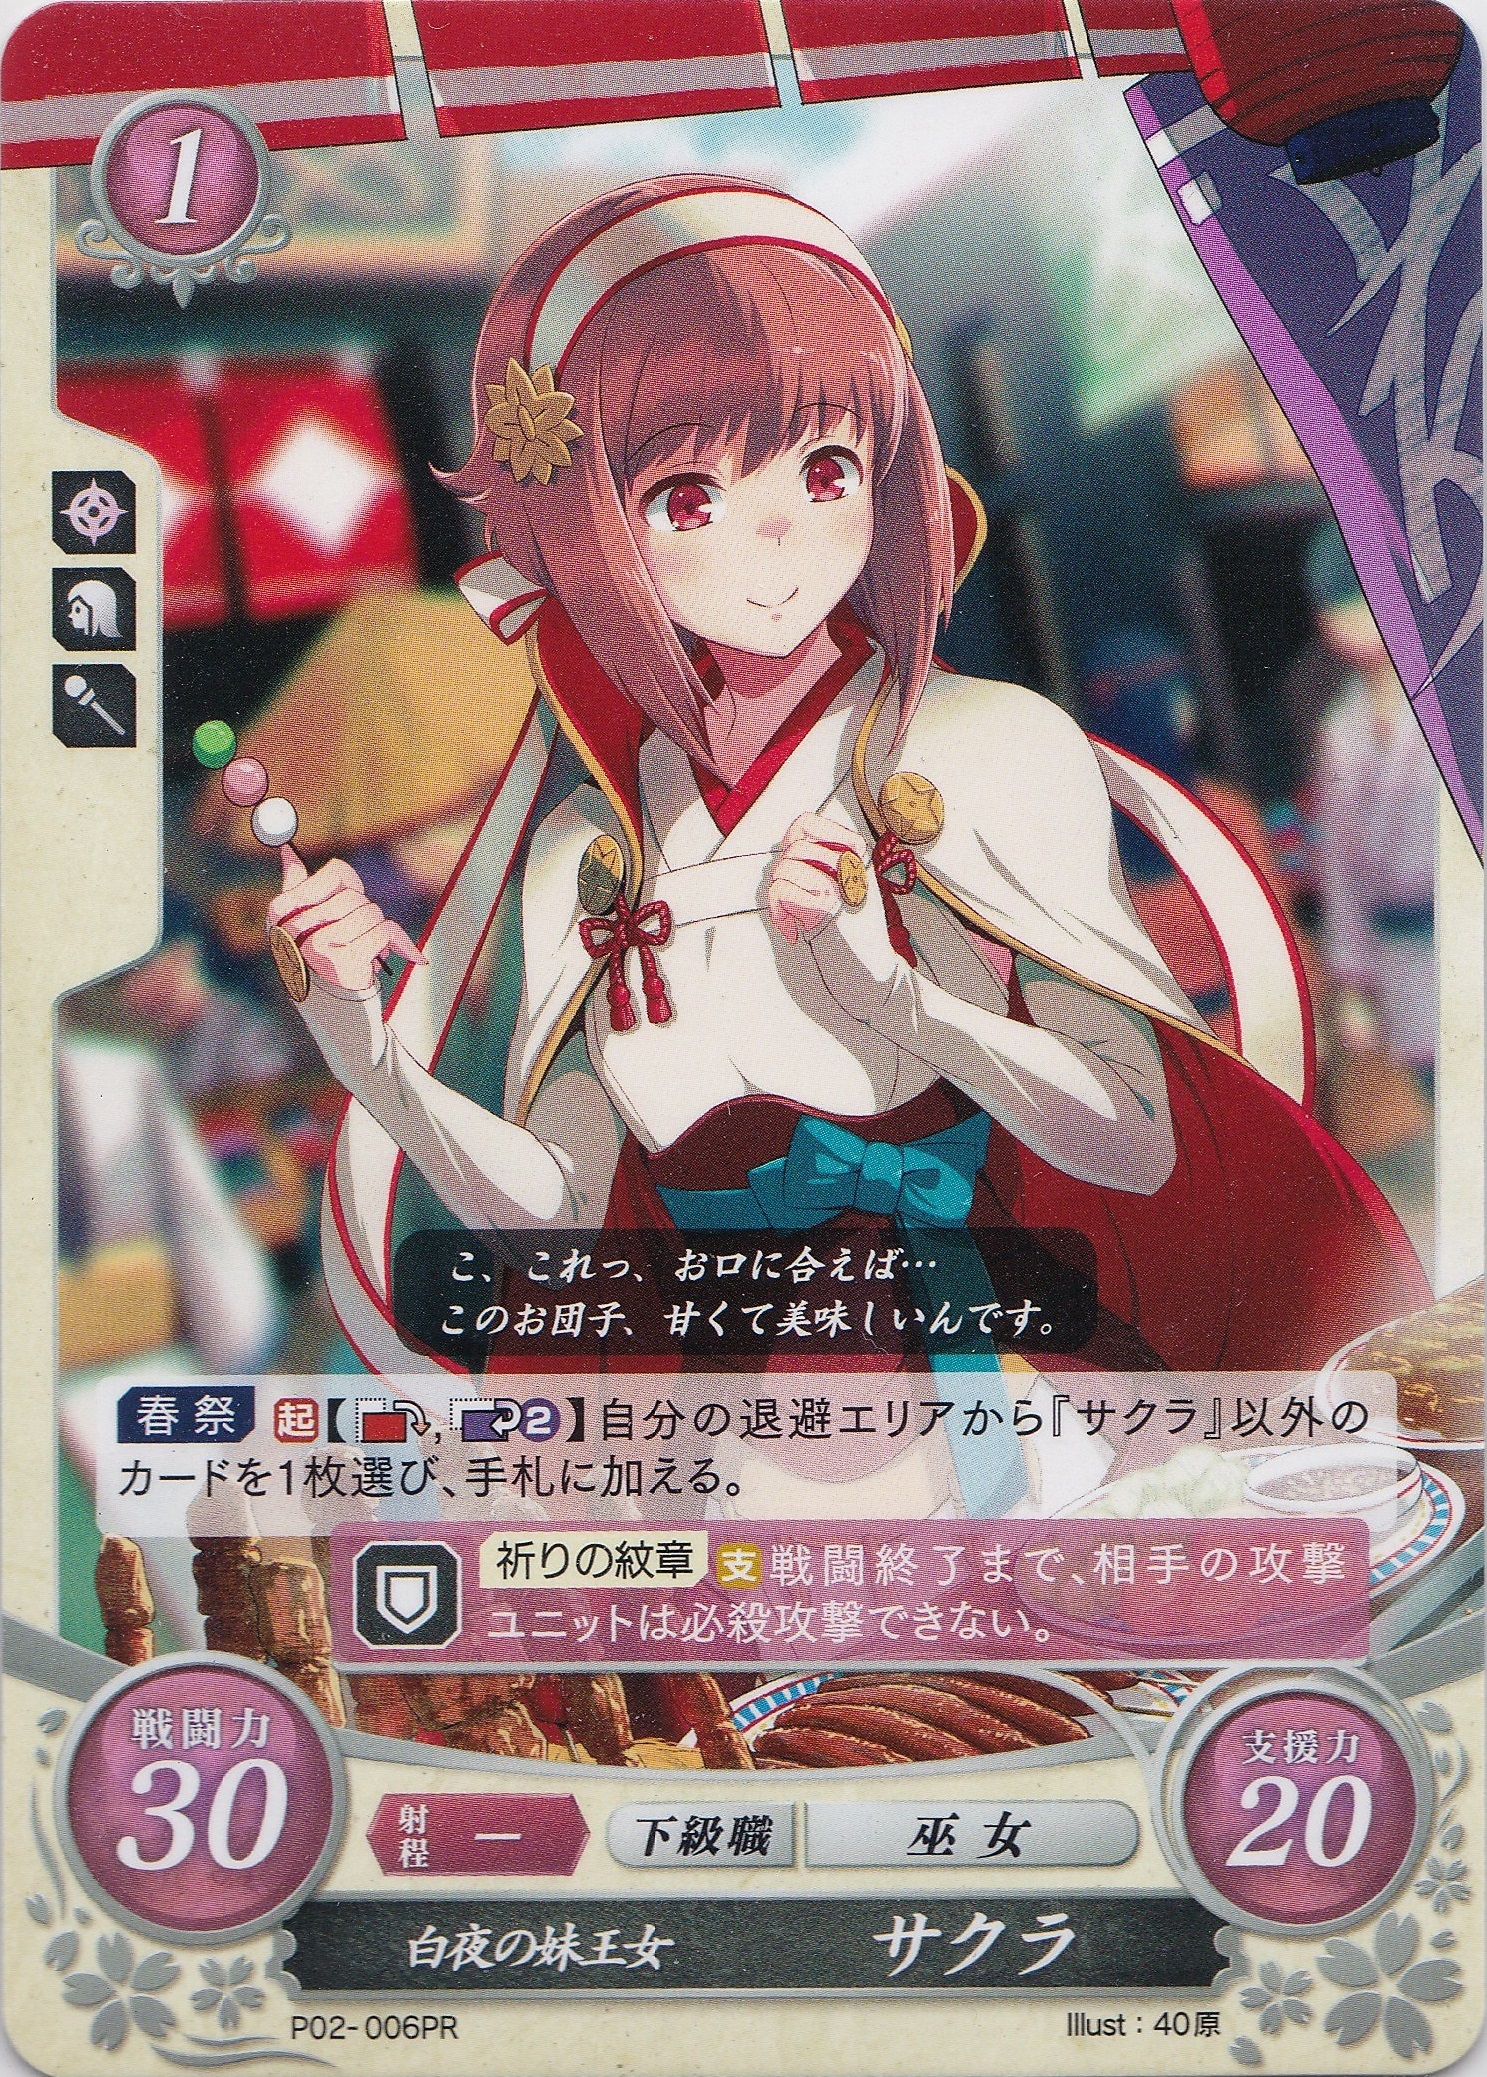 1
こ、これっ、お口に合えば…
このお団子、甘くて美味しいんです。
春祭 起【 , 2】自分の退避エリアから『サクラ』以外の
カードを1枚選び、手札に加える。
祈りの紋章 支 戦闘終了まで、相手の攻撃
ユニットは必殺攻撃できない。
戦闘力
30
射程 ―
下級職
巫女
支援力
20
白夜の妹王女 サクラ
P02-006PR
Illust：40原